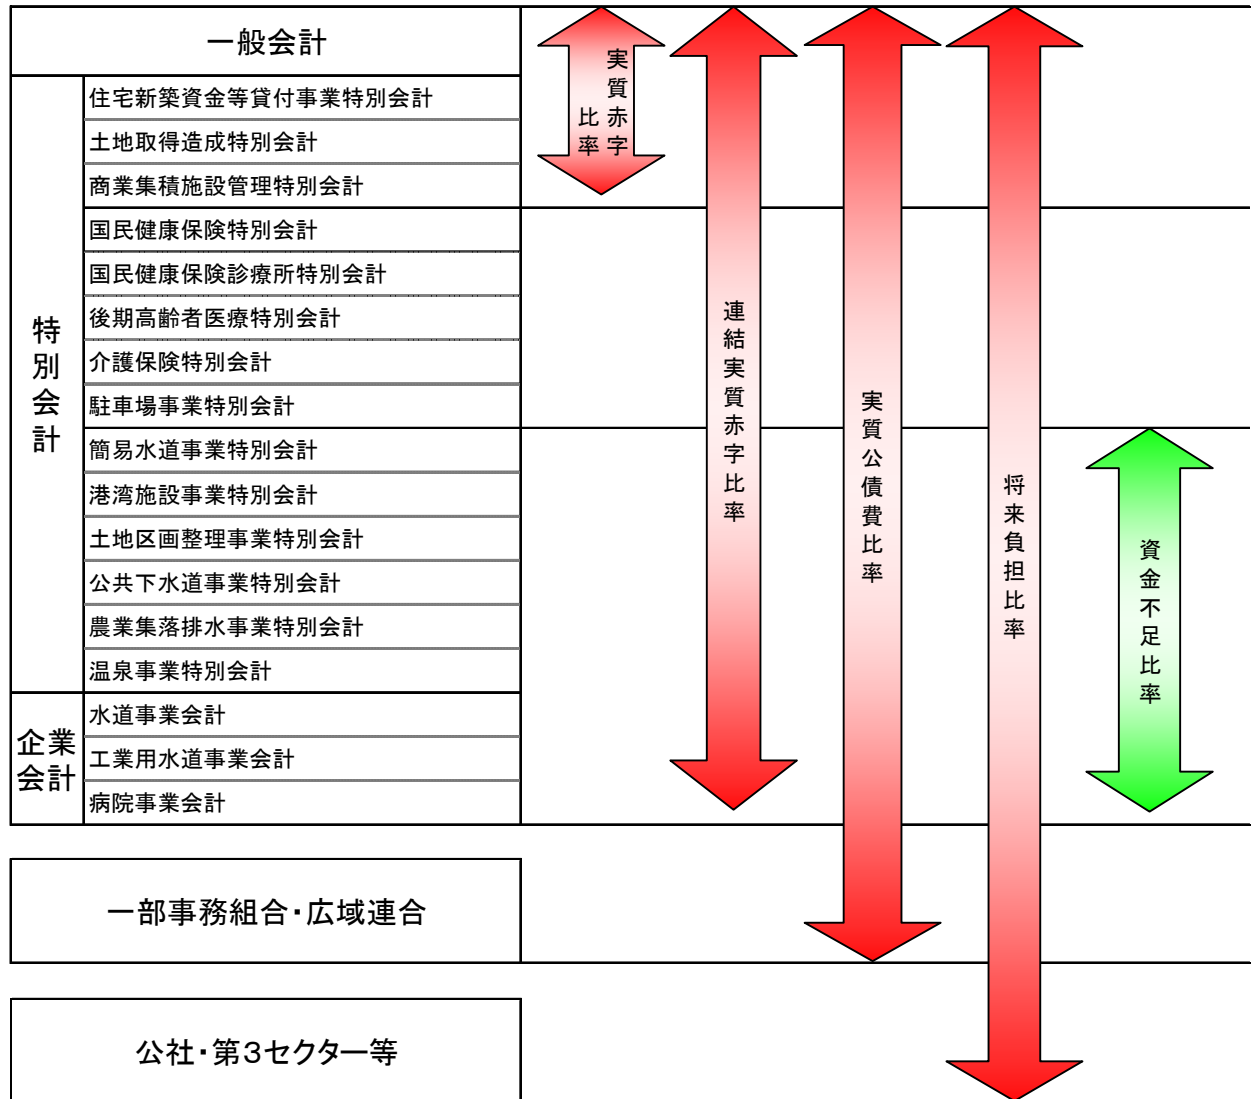 一般会計
特別会計
住宅新築資金等貸付事業特別会計
土地取得造成特別会計
商業集積施設管理特別会計
国民健康保険特別会計
国民健康保険診療所特別会計
後期高齢者医療特別会計
介護保険特別会計
駐車場事業特別会計
簡易水道事業特別会計
港湾施設事業特別会計
土地区画整理事業特別会計
公共下水道事業特別会計
農業集落排水事業特別会計
温泉事業特別会計
企業
会計
水道事業会計
工業用水道事業会計
病院事業会計
一部事務組合・広域連合
公社・第3セクター等
実質赤字
比率
連結実質赤字比率
実質公債費比率
将来負担比率
資金不足比率